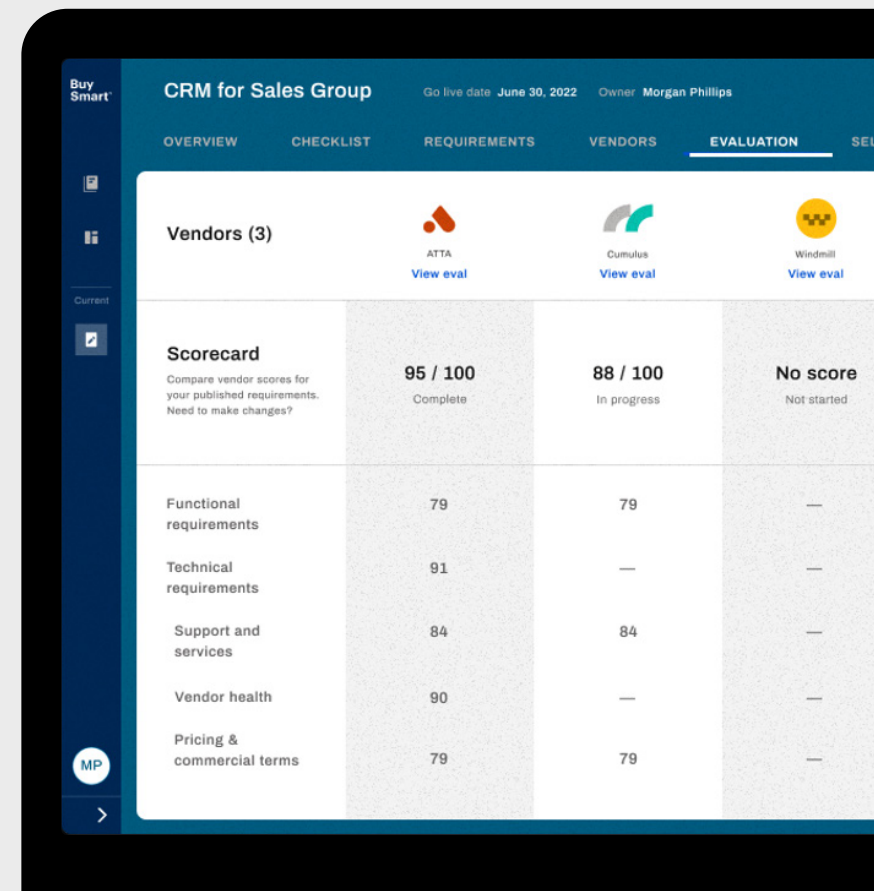 Buy
Smart
CRM for Sales Group Go live date June 30, 2022 Owner Morgan Phillips
OVERVIEW CHECKLIST REQUIREMENTS VENDORS EVALUATION SEL
Vendors (3)
ATTA Cumulus Windmill
View eval View eval View eval
Current
Scorecard
Compare vendor scores for
your published requirements.
Need to make changes?
95 / 100 88 / 100 No score
Complete In progress Not started
Functional
requirements
79 79 —
Technical
requirements
91 — —
Support and
services
84 84 —
Vendor health 90 — —
Pricing &
commercial terms
79 79 —
MP